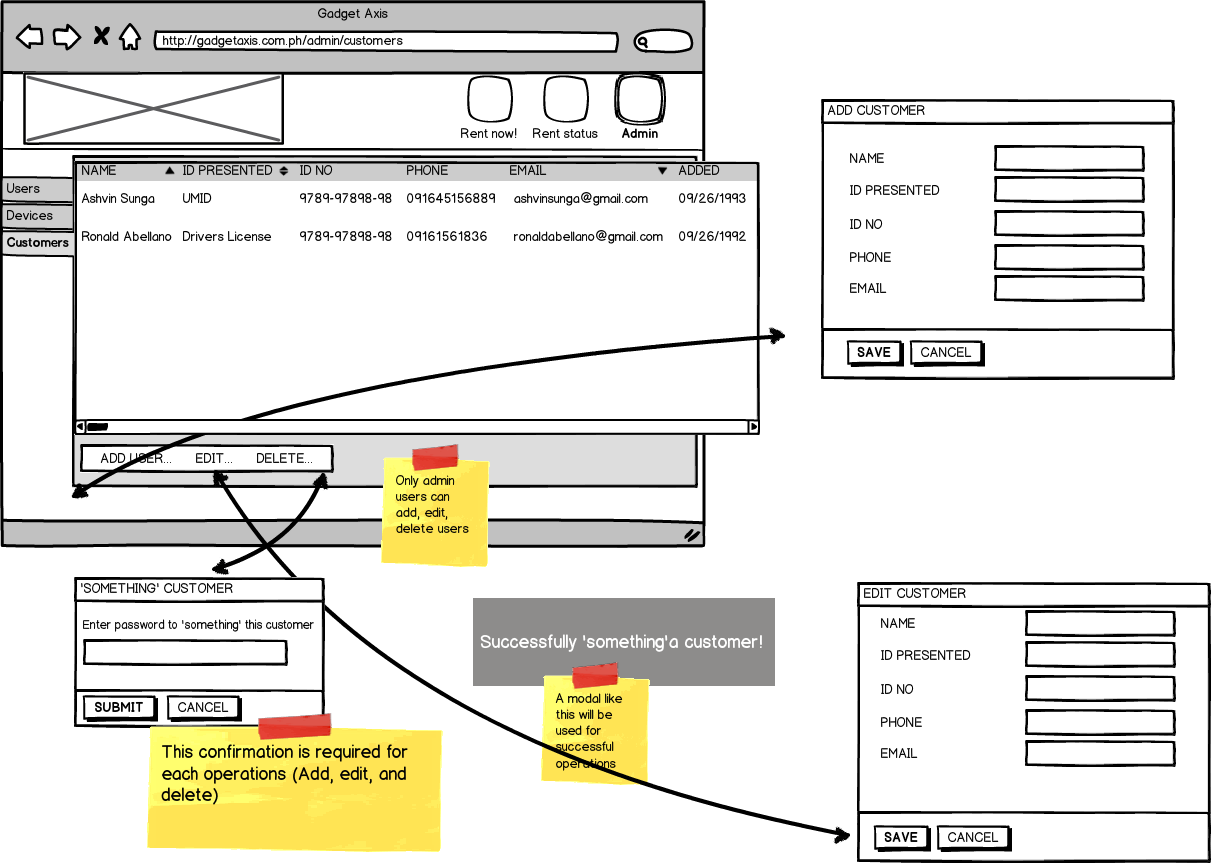 Gadget Axis
http://gadgetaxis.com.ph/admin/customers
Rent now! Rent status Admin
Users
Devices
Customers
NAME ID PRESENTED ID NO PHONE EMAIL ADDED
Ashvin Sunga UMID 9789-97898-98 091645156889 ashvinsunga@gmail.com 09/26/1993
Ronald Abellano Drivers License 9789-97898-98 09161561836 ronaldabellano@gmail.com 09/26/1992
ADD USER... EDIT... DELETE...
Only admin
users can
add, edit,
delete users
ADD CUSTOMER
NAME
ID PRESENTED
ID NO
PHONE
EMAIL
SAVE CANCEL
'SOMETHING' CUSTOMER
Enter password to 'something' this customer
SUBMIT CANCEL
This confirmation is required for
each operations (Add, edit, and
delete)
Successfully 'something'a customer!
A modal like
this will be
used for
successful
operations
EDIT CUSTOMER
NAME
ID PRESENTED
ID NO
PHONE
EMAIL
SAVE CANCEL